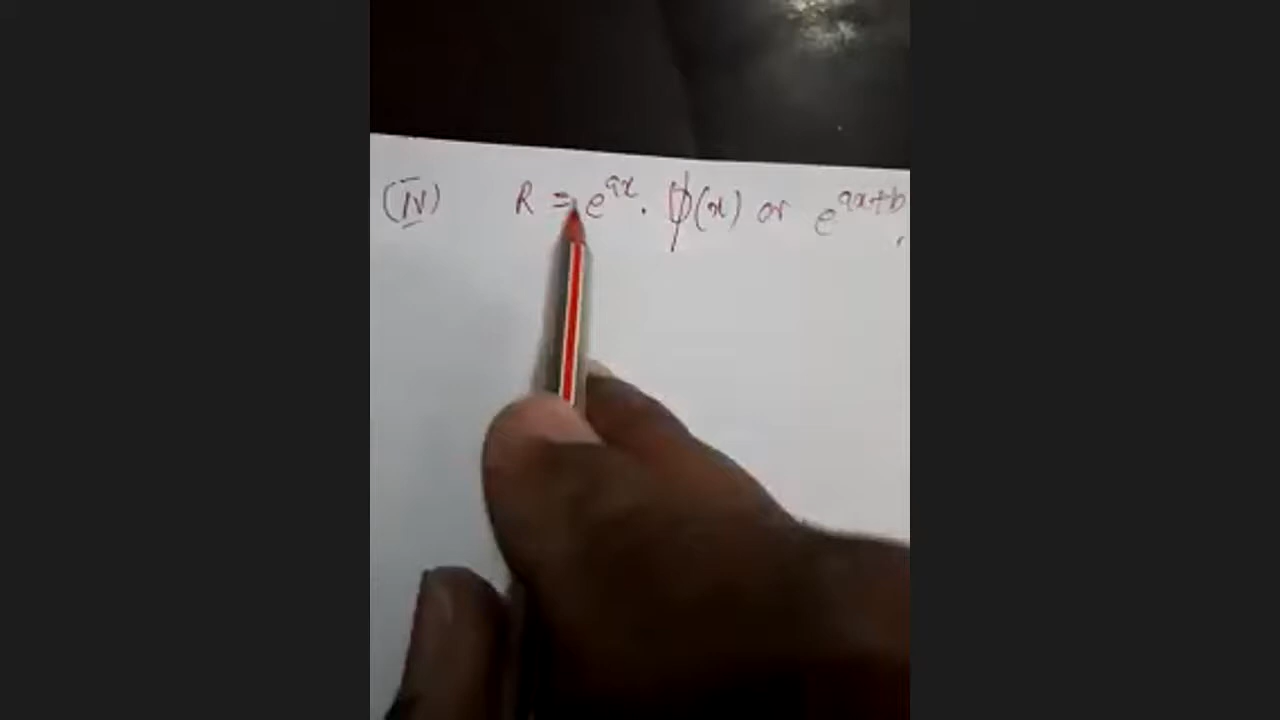 (IV) R = e^{ax} . ϕ(x) or e^{ax+b}